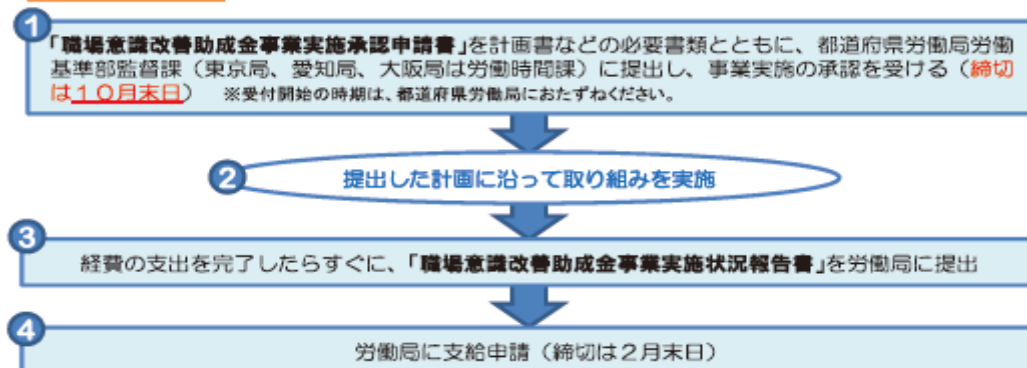 1
「職場意識改善助成金事業実施承認申請書」を計画書などの必要書類とともに、都道府県労働局労働
基準部監督課（東京局、愛知局、大阪局は労働時間課）に提出し、事業実施の承認を受ける（締切
は１０月末日）　※受付開始の時期は、都道府県労働局におたずねください。
2
提出した計画に沿って取り組みを実施
3
経費の支出を完了したらすぐに、「職場意識改善助成金事業実施状況報告書」を労働局に提出
4
労働局に支給申請（締切は２月末日）